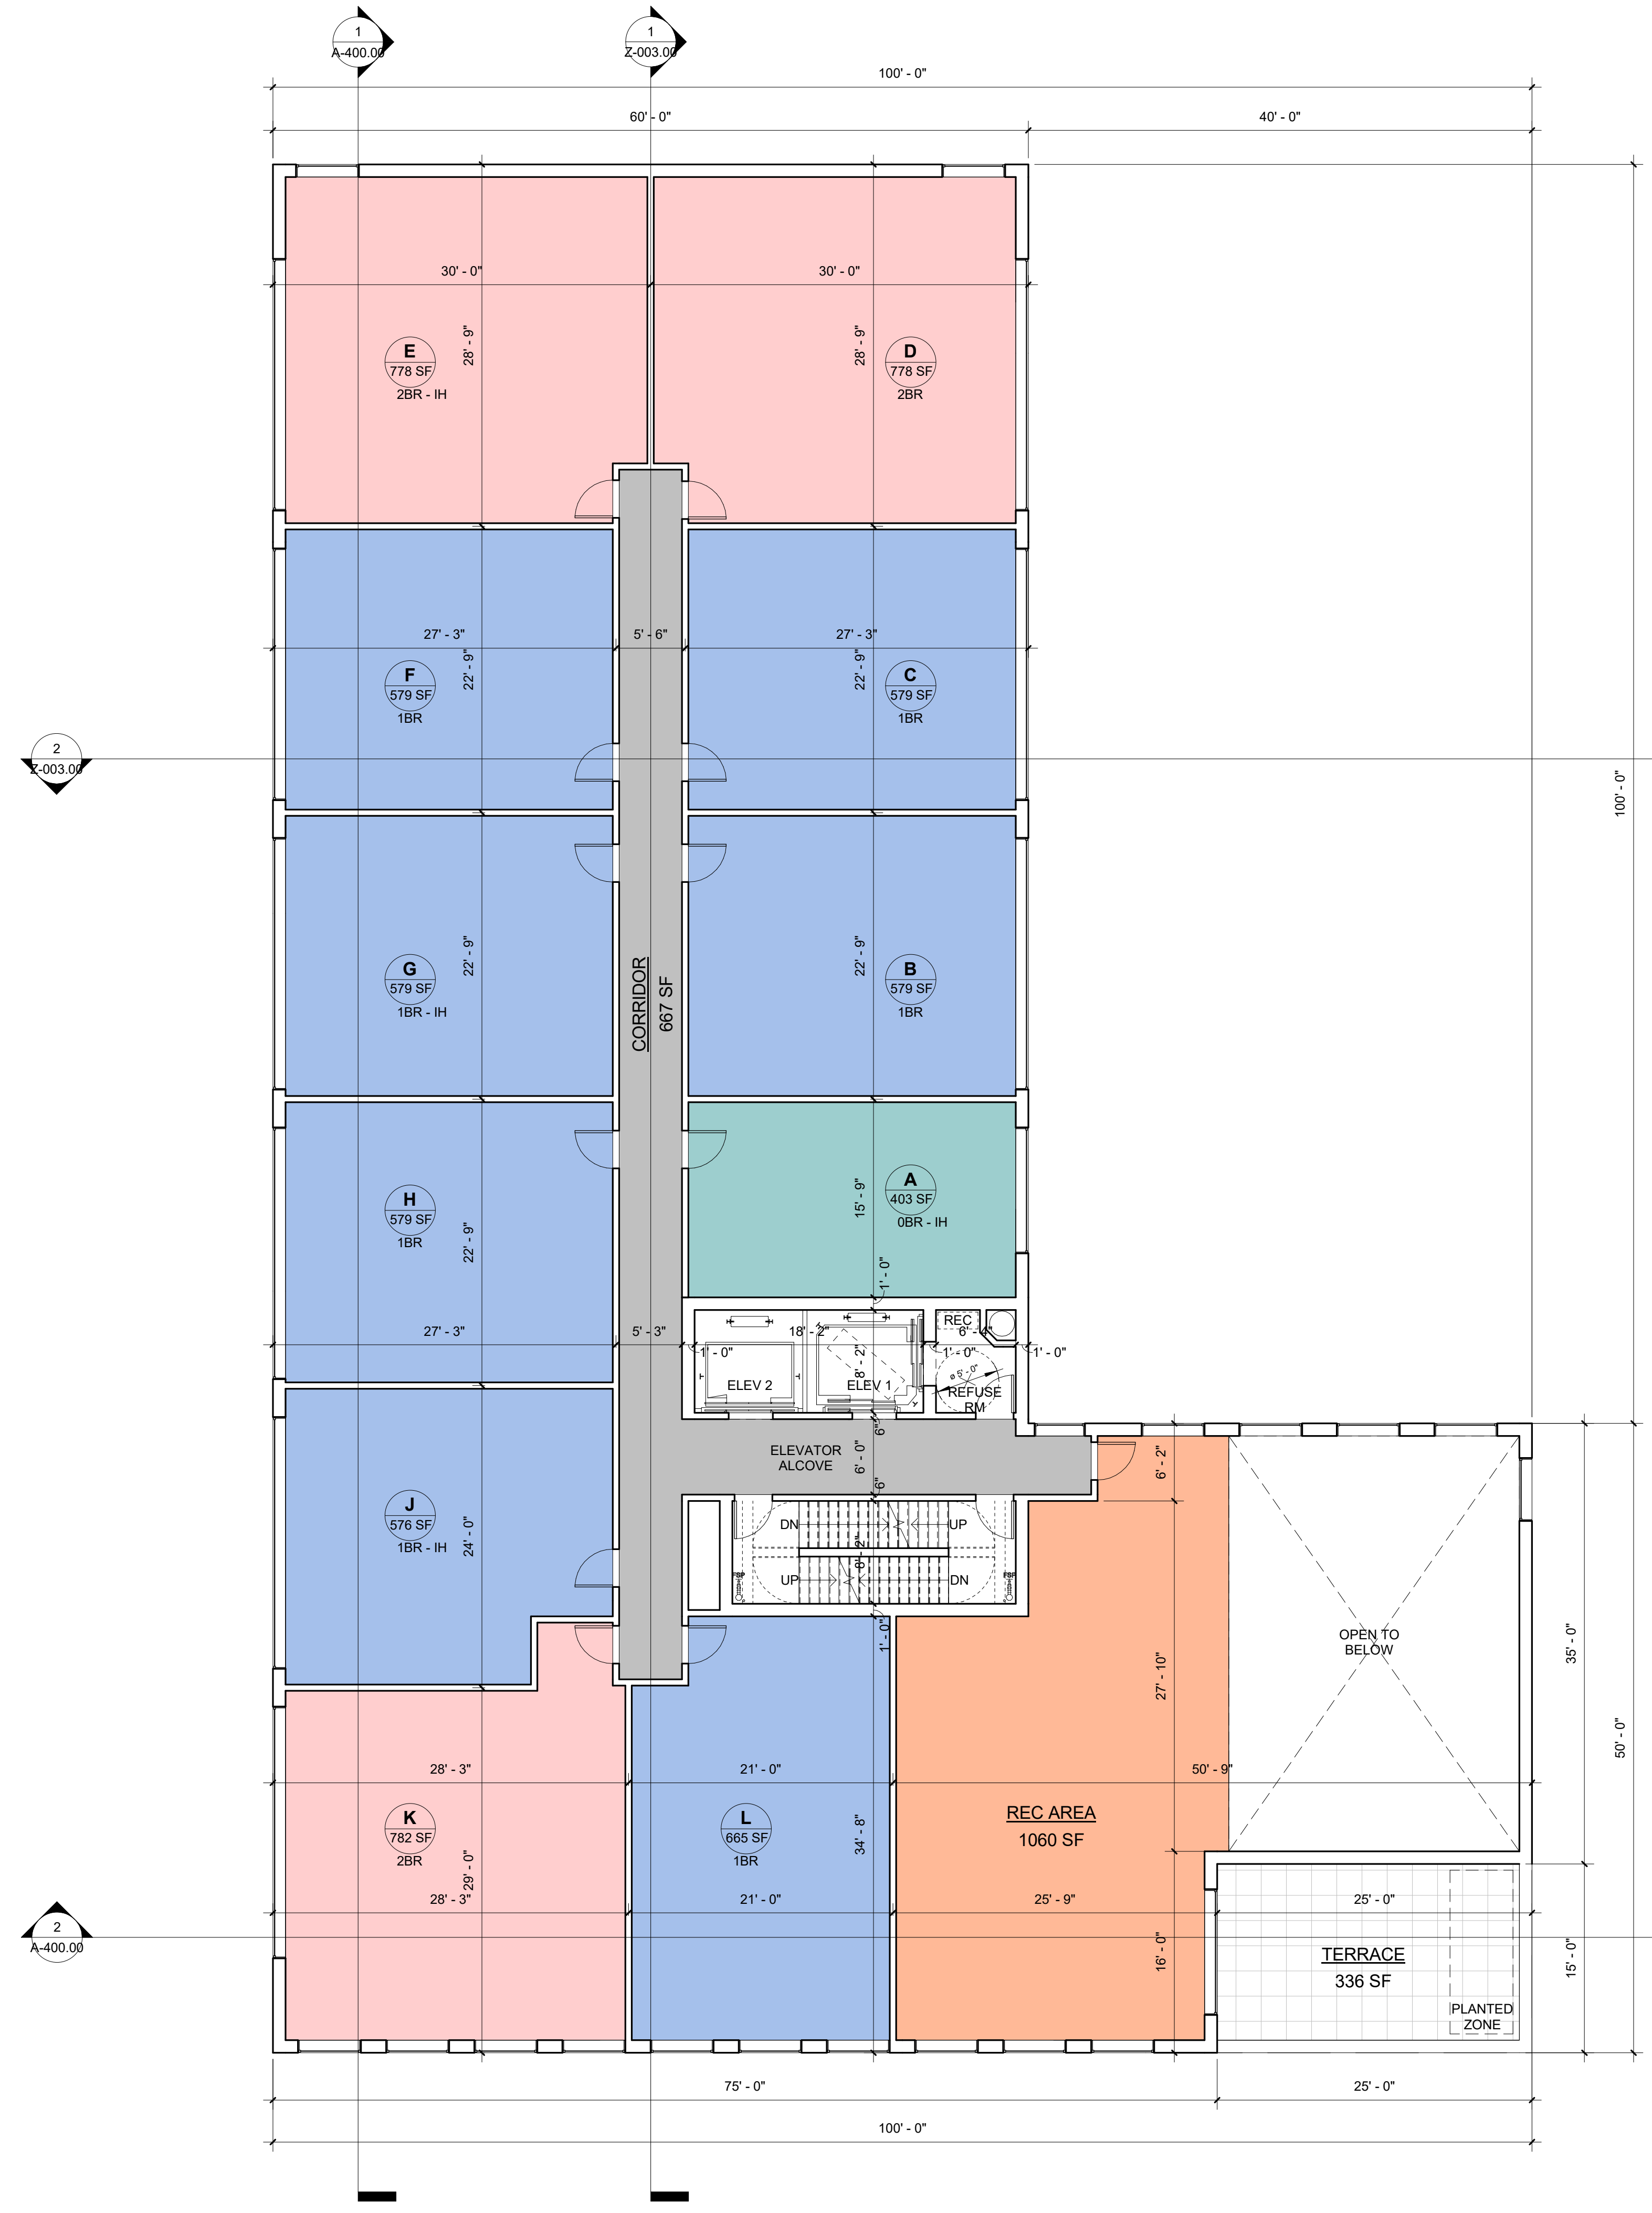 1
A-400.00
1
Z-003.00
100' - 0"
60' - 0"
40' - 0"
30' - 0"
30' - 0"
28' - 9"
28' - 9"
E
778 SF
2BR - IH
D
778 SF
2BR
27' - 3"
5' - 6"
27' - 3"
22' - 9"
22' - 9"
F
579 SF
1BR
C
579 SF
1BR
2
Z-003.00
100' - 0"
22' - 9"
22' - 9"
G
579 SF
1BR - IH
CORRIDOR
667 SF
B
579 SF
1BR
H
579 SF
1BR
22' - 9"
15' - 9"
A
403 SF
0BR - IH
1' - 0"
27' - 3"
5' - 3"
18' - 2"
REC
6' - 4"
1' - 0"
8' - 2"
1' - 0"
1' - 0"
ø 5' - 0"
ELEV 2
ELEV 1
REFUSE
RM
6"
ELEVATOR
ALCOVE
6' - 0"
6"
6' - 2"
J
576 SF
1BR - IH
24' - 0"
DN
UP
8' - 2"
UP
DN
FSP
FSP
1' - 0"
OPEN TO
BELOW
35' - 0"
27' - 10"
50' - 0"
28' - 3"
21' - 0"
50' - 9"
K
782 SF
2BR
29' - 0"
L
665 SF
1BR
34' - 8"
REC AREA
1060 SF
28' - 3"
21' - 0"
25' - 9"
25' - 0"
2
A-400.00
16' - 0"
TERRACE
336 SF
15' - 0"
PLANTED
ZONE
75' - 0"
25' - 0"
100' - 0"